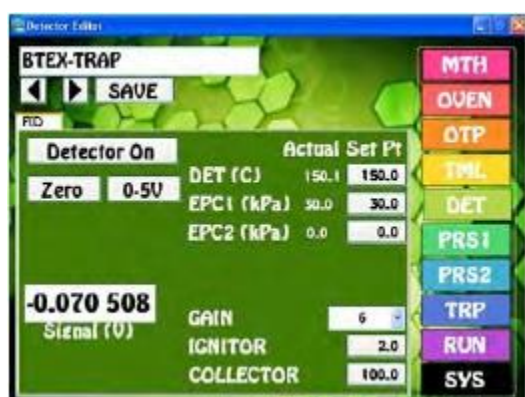 Detector Editor
BTEX-TRAP
SAVE
FID
Detector On
Zero
0-5V
Actual Set Pt
DET (C) 150.1 150.0
EPC1 (kPa) 30.0
EPC2 (kPa) 0.0 0.0
-0.070 508
Signal (V)
GAIN 6
IGNITOR 2.0
COLLECTOR 100.0
MTH
OVEN
OTP
TML
DET
PRS1
PRS2
TRP
RUN
SYS